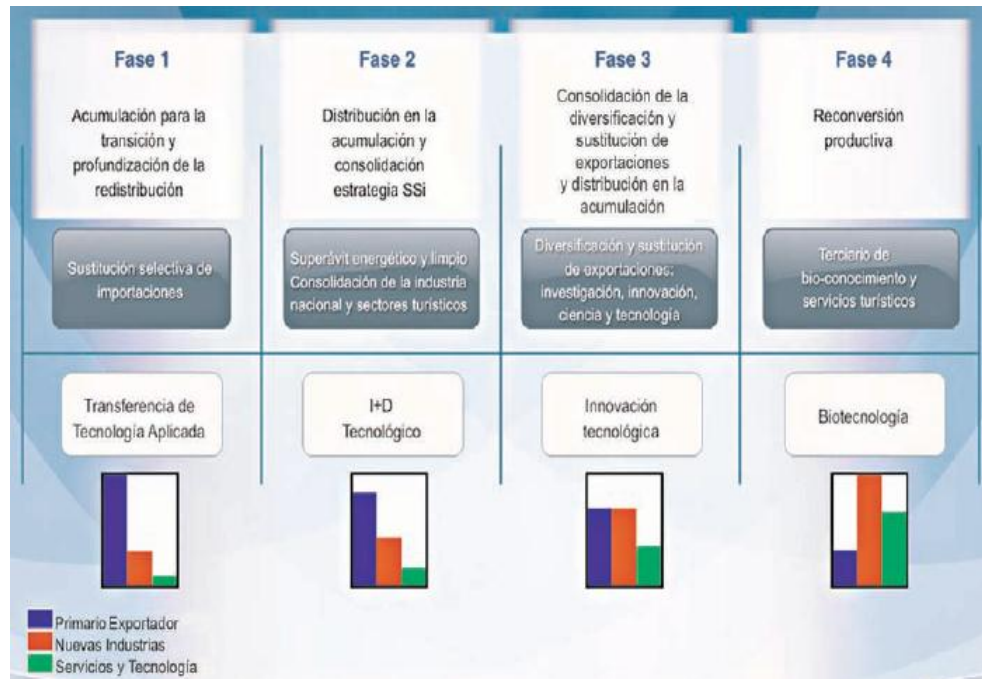 Fase 1
Acumulación para la
transición y
profundización de la
redistribución
Sustitución selectiva de
importaciones
Transferencia de
Tecnología Aplicada
Fase 2
Distribución en la
acumulación y
consolidación
estrategia SSi
Superávit energético y limpio
Consolidación de la industria
nacional y sectores turísticos
I+D
Tecnológico
Fase 3
Consolidación de la
diversificación y
sustitución de
exportaciones
y distribución en la
acumulación
Diversificación y sustitución
de exportaciones:
investigación, innovación,
ciencia y tecnología
Innovación
tecnológica
Fase 4
Reconversión
productiva
Terciario de
bio-conocimiento y
servicios turísticos
Biotecnología
Primario Exportador
Nuevas Industrias
Servicios y Tecnología